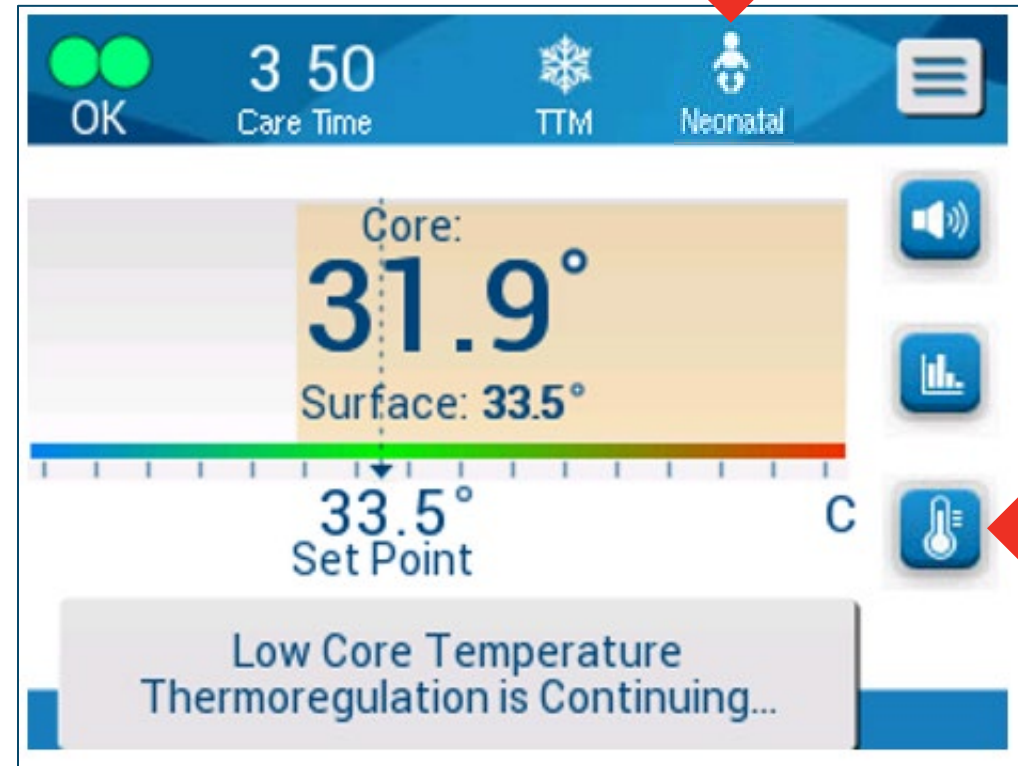 OK
3 50
Care Time
TTM
Neonatal
Core:
31.9°
Surface: 33.5°
33.5°
Set Point
C
Low Core Temperature
Thermoregulation is Continuing...